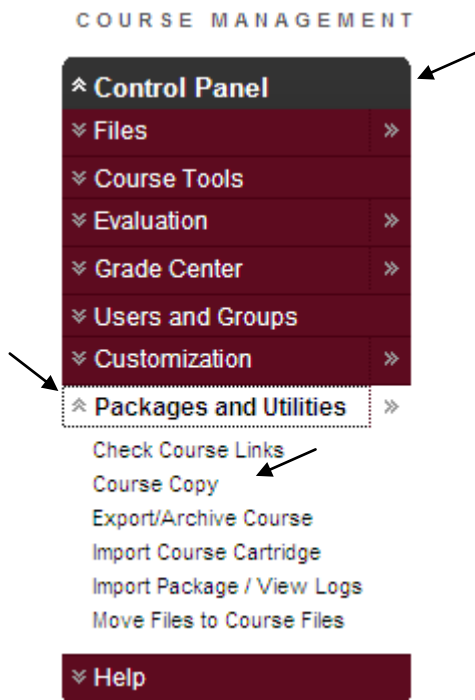 COURSE MANAGEMENT
Control Panel
Files
Course Tools
Evaluation
Grade Center
Users and Groups
Customization
Packages and Utilities
Check Course Links
Course Copy
Export/Archive Course
Import Course Cartridge
Import Package / View Logs
Move Files to Course Files
Help